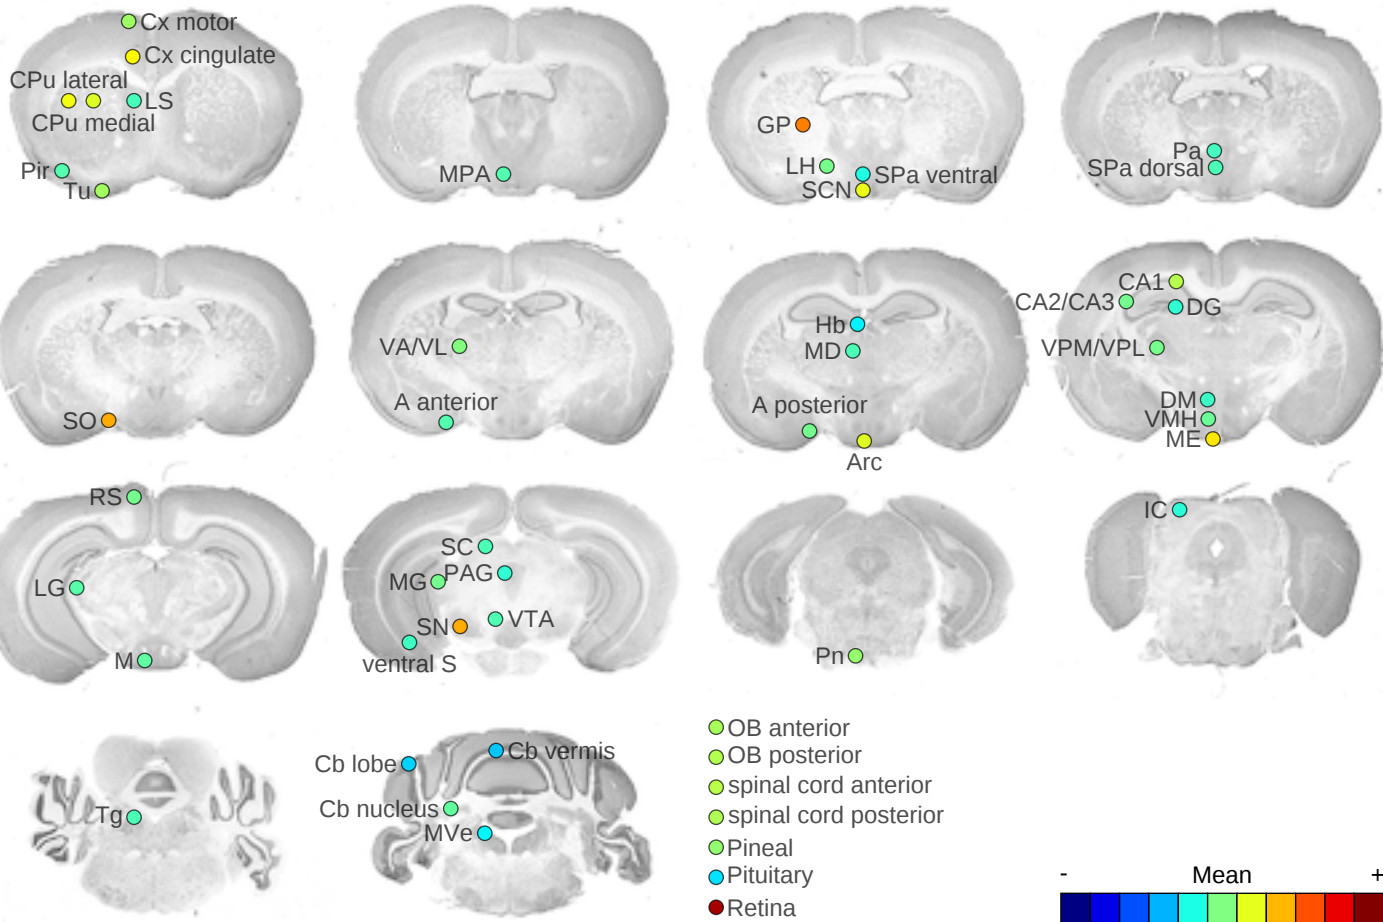 Cx motor
Cx cingulate
CPu lateral
LS
CPu medial
Pir
Tu
MPA
GP
LH
SPa ventral
SCN
Pa
SPa dorsal
SO
VA/VL
A anterior
Hb
MD
A posterior
Arc
CA1
CA2/CA3
DG
VPM/VPL
DM
VMH
ME
RS
LG
M
SC
MG
PAG
SN
VTA
ventral S
Pn
IC
Tg
Cb lobe
Cb vermis
Cb nucleus
MVe
OB anterior
OB posterior
spinal cord anterior
spinal cord posterior
Pineal
Pituitary
Retina
- Mean +